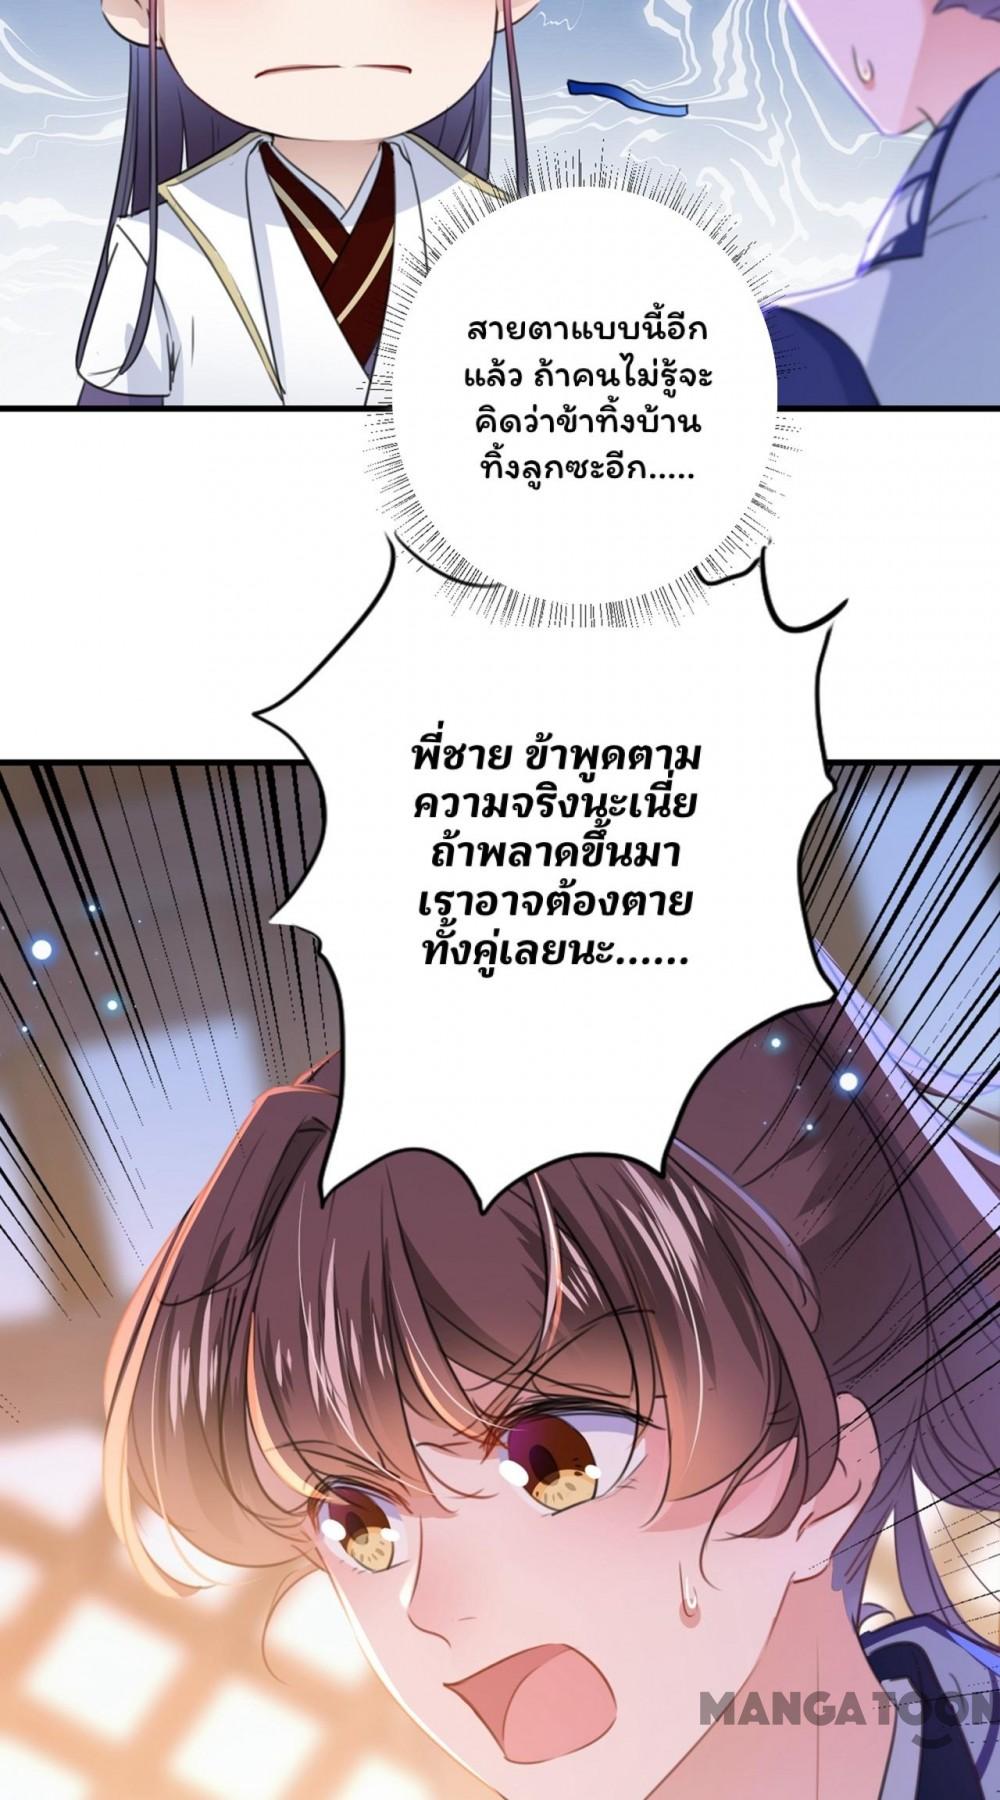 สายตาแบบนี้อีก
แล้ว ถ้าคนไม่รู้จะ
คิดว่าข้าทิ้งบ้าน
ทิ้งลูกซะอีก.....
พี่ชาย ข้าพูดตาม
ความจริงนะเนี่ย
ถ้าพลาดขึ้นมา
เราอาจต้องตาย
ทั้งคู่เลยนะ......
MANGA TOON